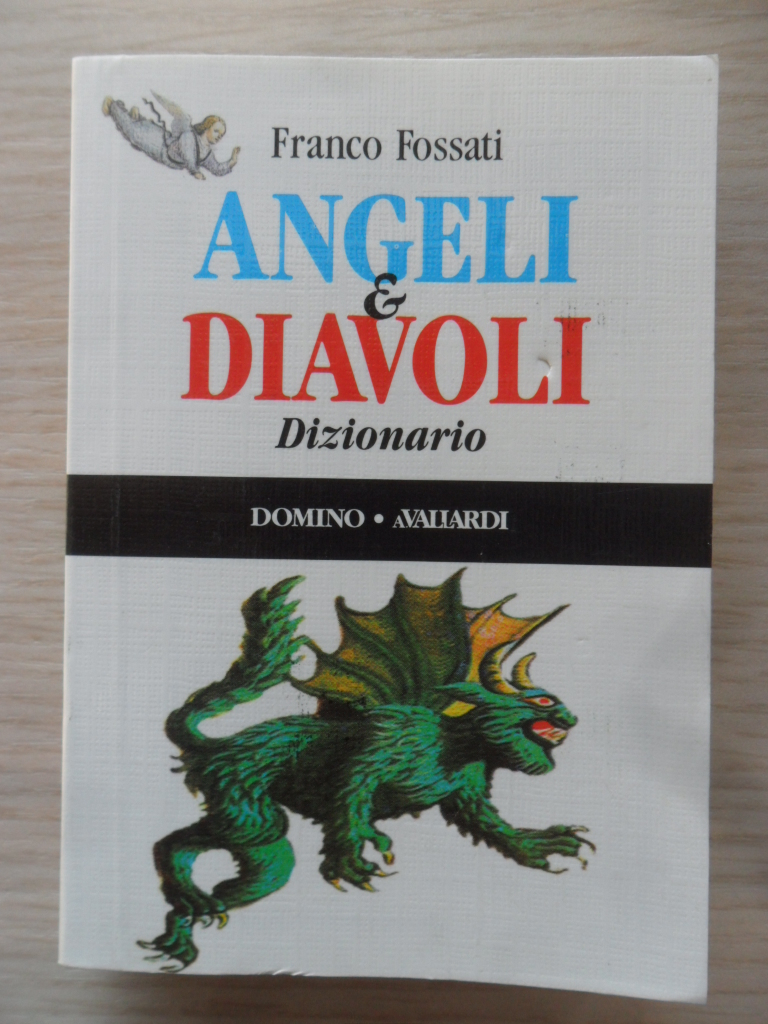 Franco Fossati
ANGELI
&
DIAVOLI
Dizionario
DOMINO • AVALLARDI